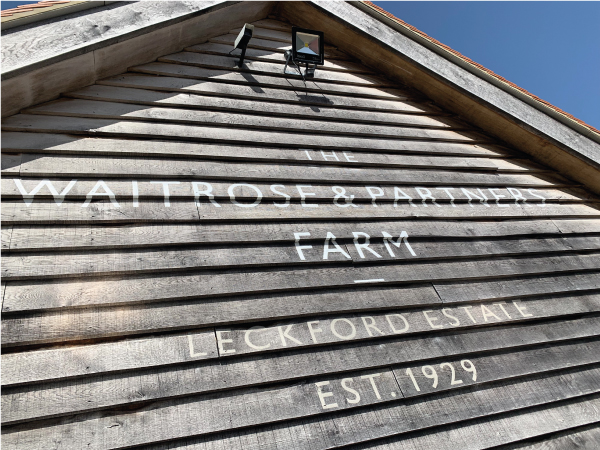 THE
WAITROSE & PARTNERS
FARM
LECKFORD ESTATE
EST. 1929